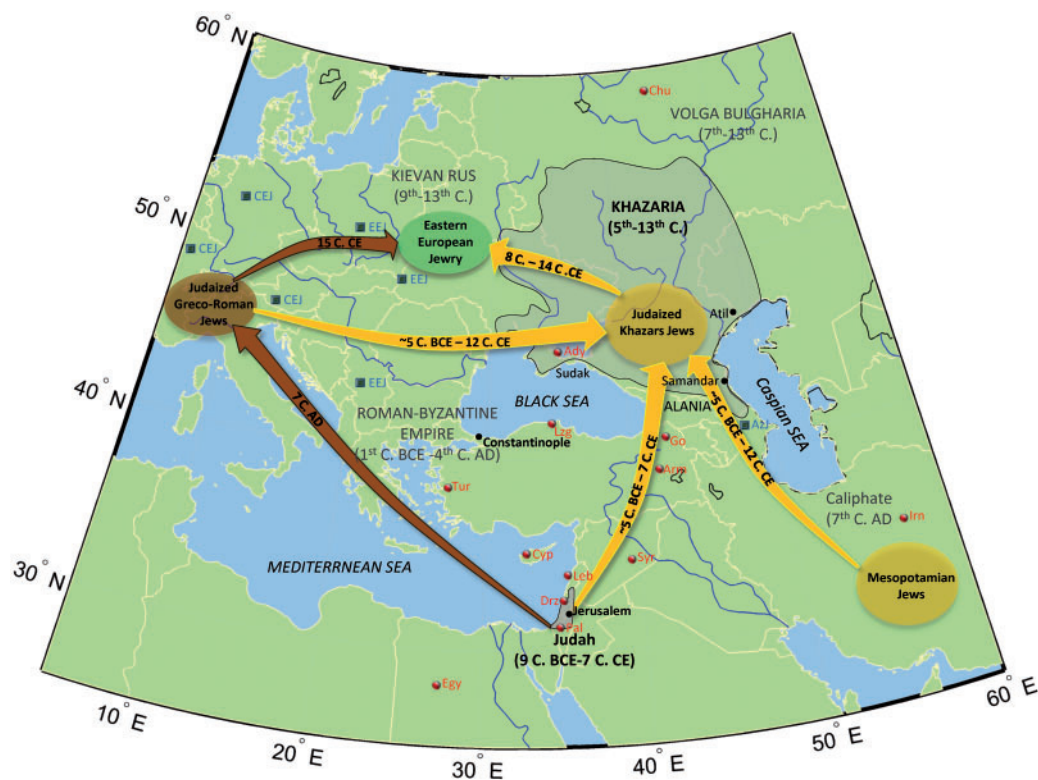 60° N
Chu
VOLGA BULGHARIA
(7th-13th C.)
50° N
CEJ
KIEVAN RUS
(9th-13th C.)
KHAZARIA
(5th-13th C.)
EEJ
Eastern
European
Jewry
15 C. CE
8 C. – 14 C .CE
CEJ
EEJ
Judaized
Greco-Roman
Jews
CEJ
Judaized
Khazars Jews
Atil
~5 C. BCE – 12 C. CE
Ady
Sudak
Samandar
Caspian SEA
40° N
EEJ
BLACK SEA
ALANIA
~5 C. BCE – 12 C. CE
7 C. AD
ROMAN-BYZANTINE
EMPIRE
(1st C. BCE -4th C. AD)
Lzg
Constantinople
AzJ
Go
Arm
~5 C. BCE – 7 C. CE
Tur
Caliphate
(7th C. AD
Irn
30° N
MEDITERRNEAN SEA
Cyp
Syr
Leb
Mesopotamian
Jews
Drz
Jerusalem
Pal
Judah
(9 C. BCE-7 C. CE)
Egy
10° E
20° E
30° E
40° E
50° E
60° E